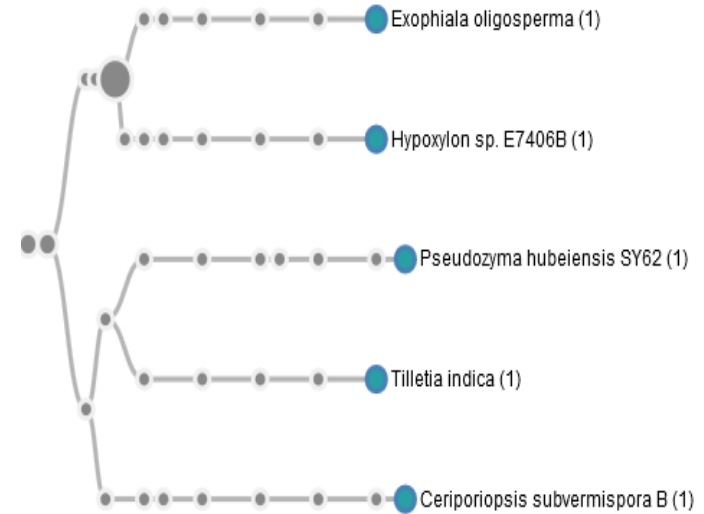 Exophiala oligosperma (1)
Hypoxylon sp. E7406B (1)
Pseudozyma hubeiensis SY62 (1)
Tilletia indica (1)
Ceriporiopsis subvermispora B (1)